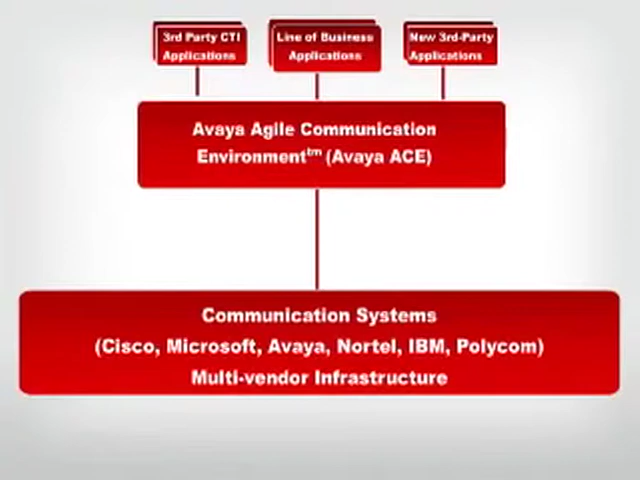 3rd Party CTI
Applications
Line of Business
Applications
New 3rd-Party
Applications
Avaya Agile Communication
Environment™ (Avaya ACE)
Communication Systems
(Cisco, Microsoft, Avaya, Nortel, IBM, Polycom)
Multi-vendor Infrastructure